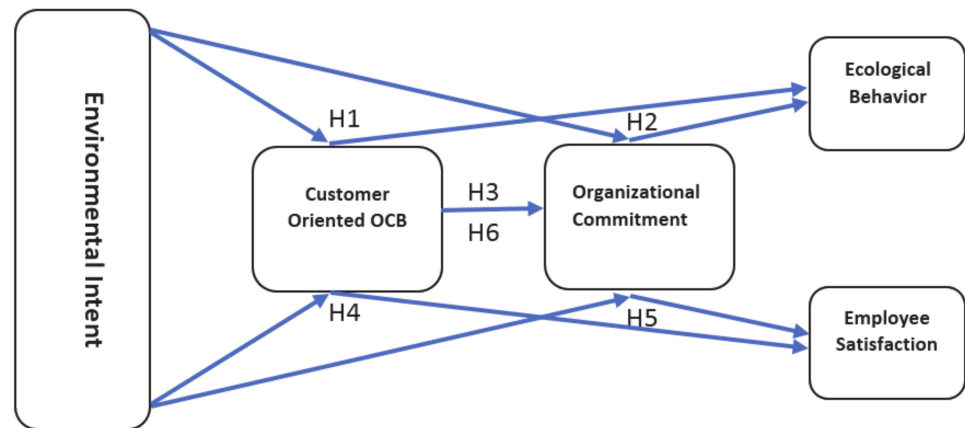 Environmental Intent
H1
H2
Ecological
Behavior
Customer
Oriented OCB
H3
H6
Organizational
Commitment
H4
H5
Employee
Satisfaction